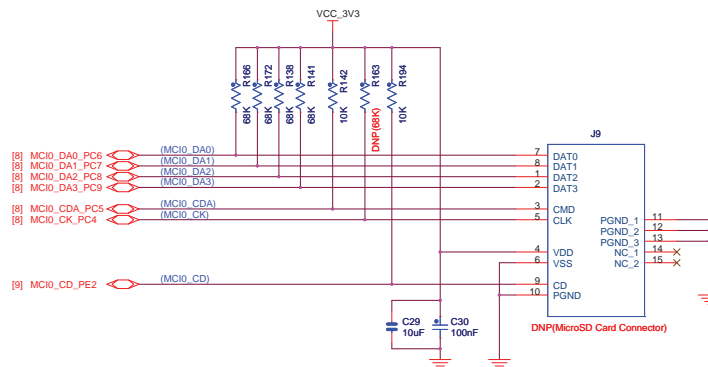 VCC_3V3
R166
R172
R138
R141
R142
R163
R194
68K
68K
68K
68K
10K
DNP(68K)
10K
J9
[8] MCI0_DA0_PC6
(MCI0_DA0)
7
DAT0
[8] MCI0_DA1_PC7
(MCI0_DA1)
8
DAT1
[8] MCI0_DA2_PC8
(MCI0_DA2)
1
DAT2
[8] MCI0_DA3_PC9
(MCI0_DA3)
2
DAT3
[8] MCI0_CDA_PC5
(MCI0_CDA)
3
CMD
[8] MCI0_CK_PC4
(MCI0_CK)
5
CLK
PGND_1
11
PGND_2
12
PGND_3
13
NC_1
14
NC_2
15
4
VDD
6
VSS
[9] MCI0_CD_PE2
(MCI0_CD)
9
CD
10
PGND
C29
10uF
C30
100nF
DNP(MicroSD Card Connector)